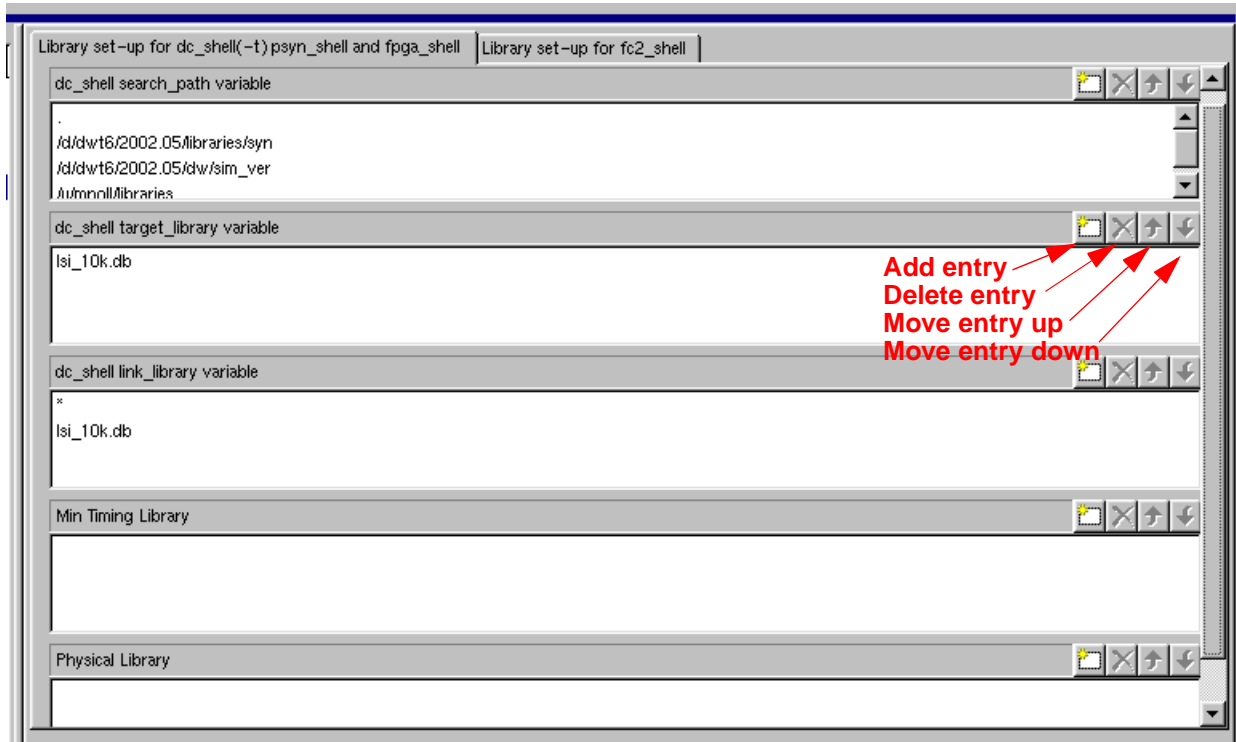 Library set-up for dc_shell(-t) psyn_shell and fpga_shell
Library set-up for fc2_shell
dc_shell search_path variable
.
/d/dwt6/2002.05/libraries/syn
/d/dwt6/2002.05/dw/sim_ver
/u/mnoll/libraries
dc_shell target_library variable
lsi_10k.db
Add entry
Delete entry
Move entry up
Move entry down
dc_shell link_library variable
*
lsi_10k.db
Min Timing Library
Physical Library